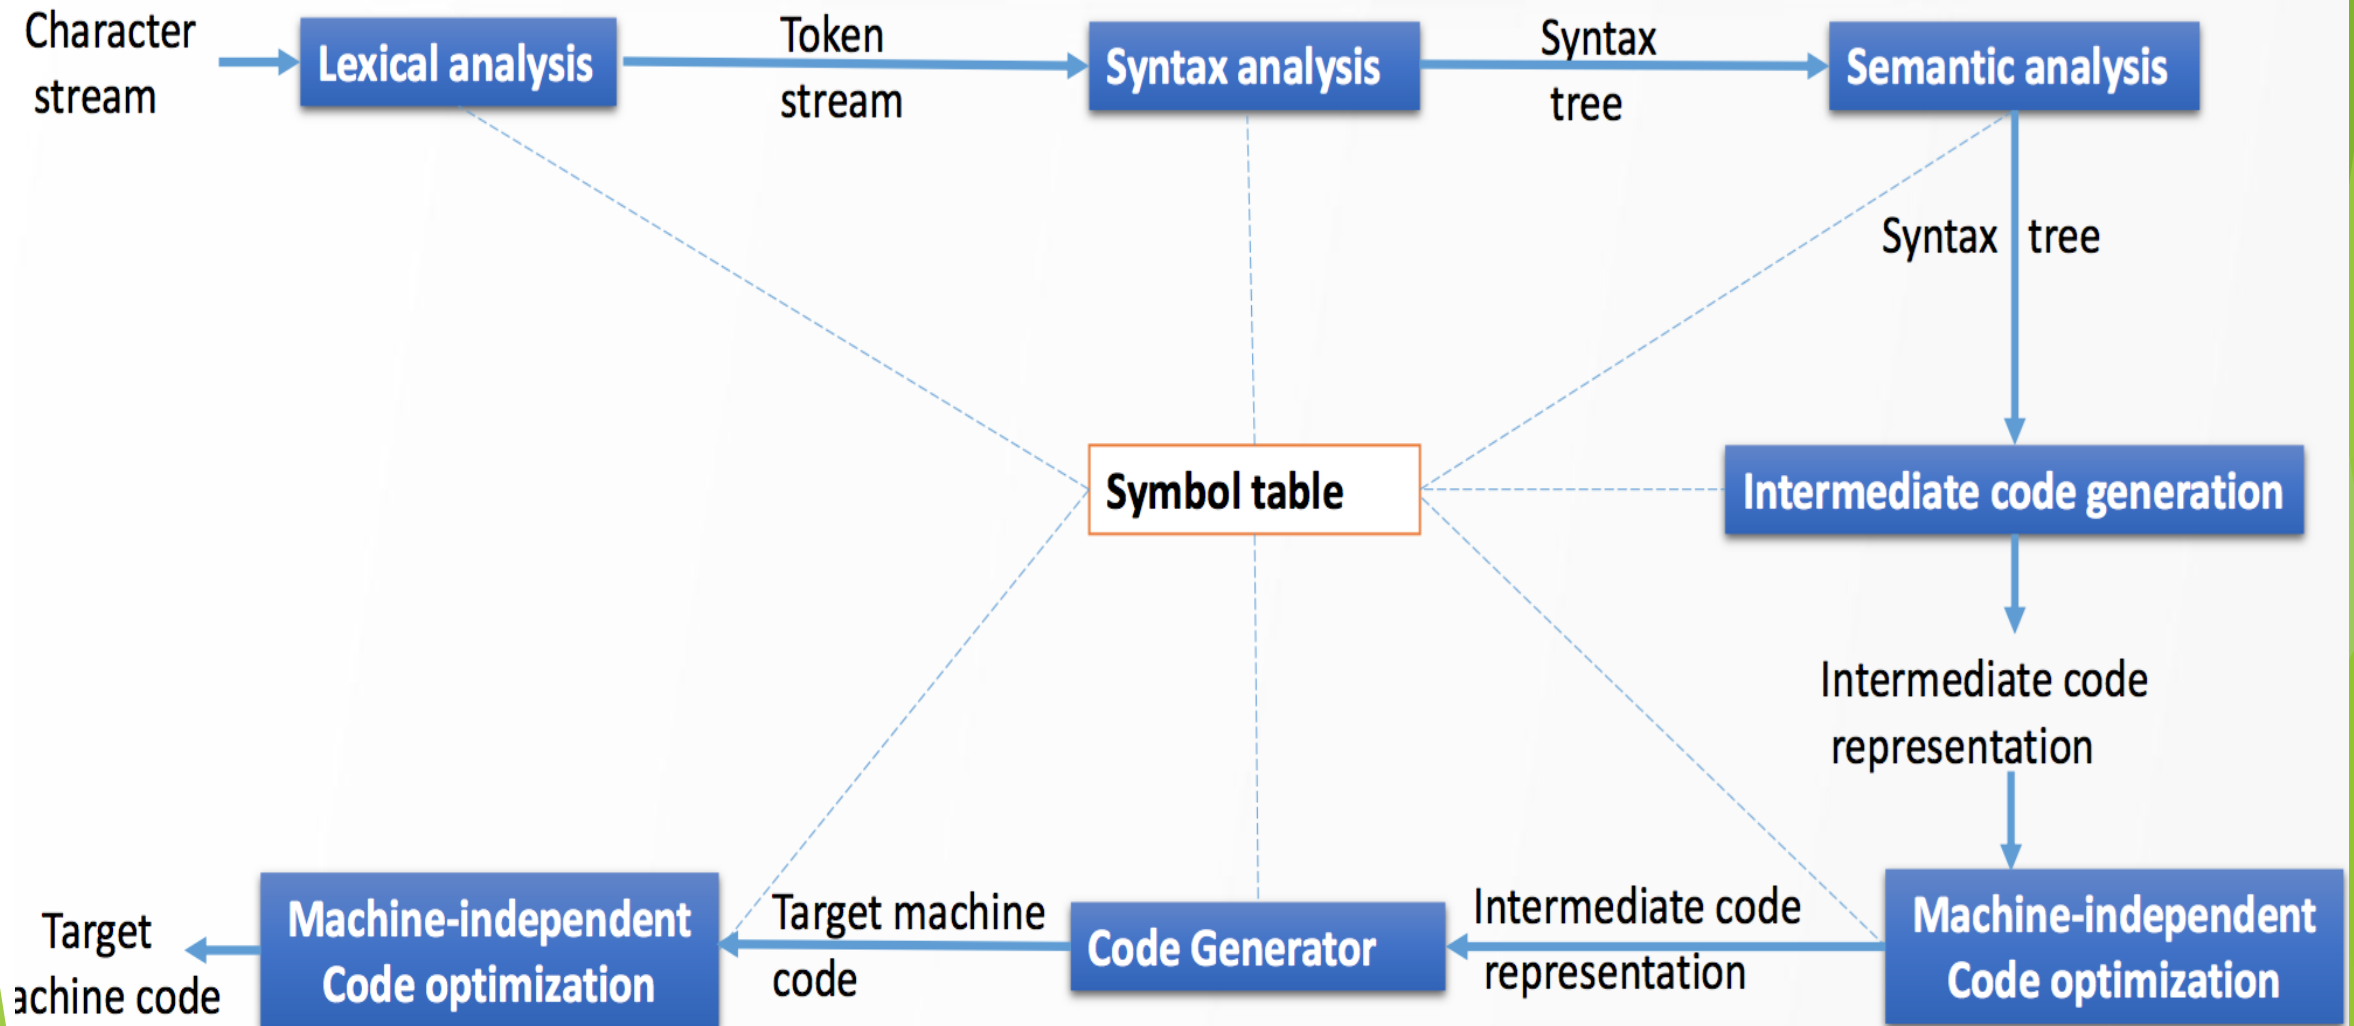 Character
stream
Lexical analysis
Token
stream
Syntax analysis
Syntax
tree
Semantic analysis
Syntax tree
Symbol table
Intermediate code generation
Intermediate code
representation
Machine-independent
Code optimization
Intermediate code
representation
Code Generator
Target machine
code
Machine-independent
Code optimization
Target
achine code